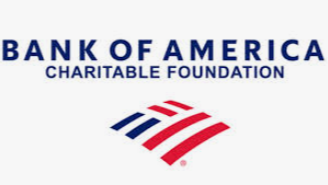 BANK OF AMERICA
CHARITABLE FOUNDATION
®